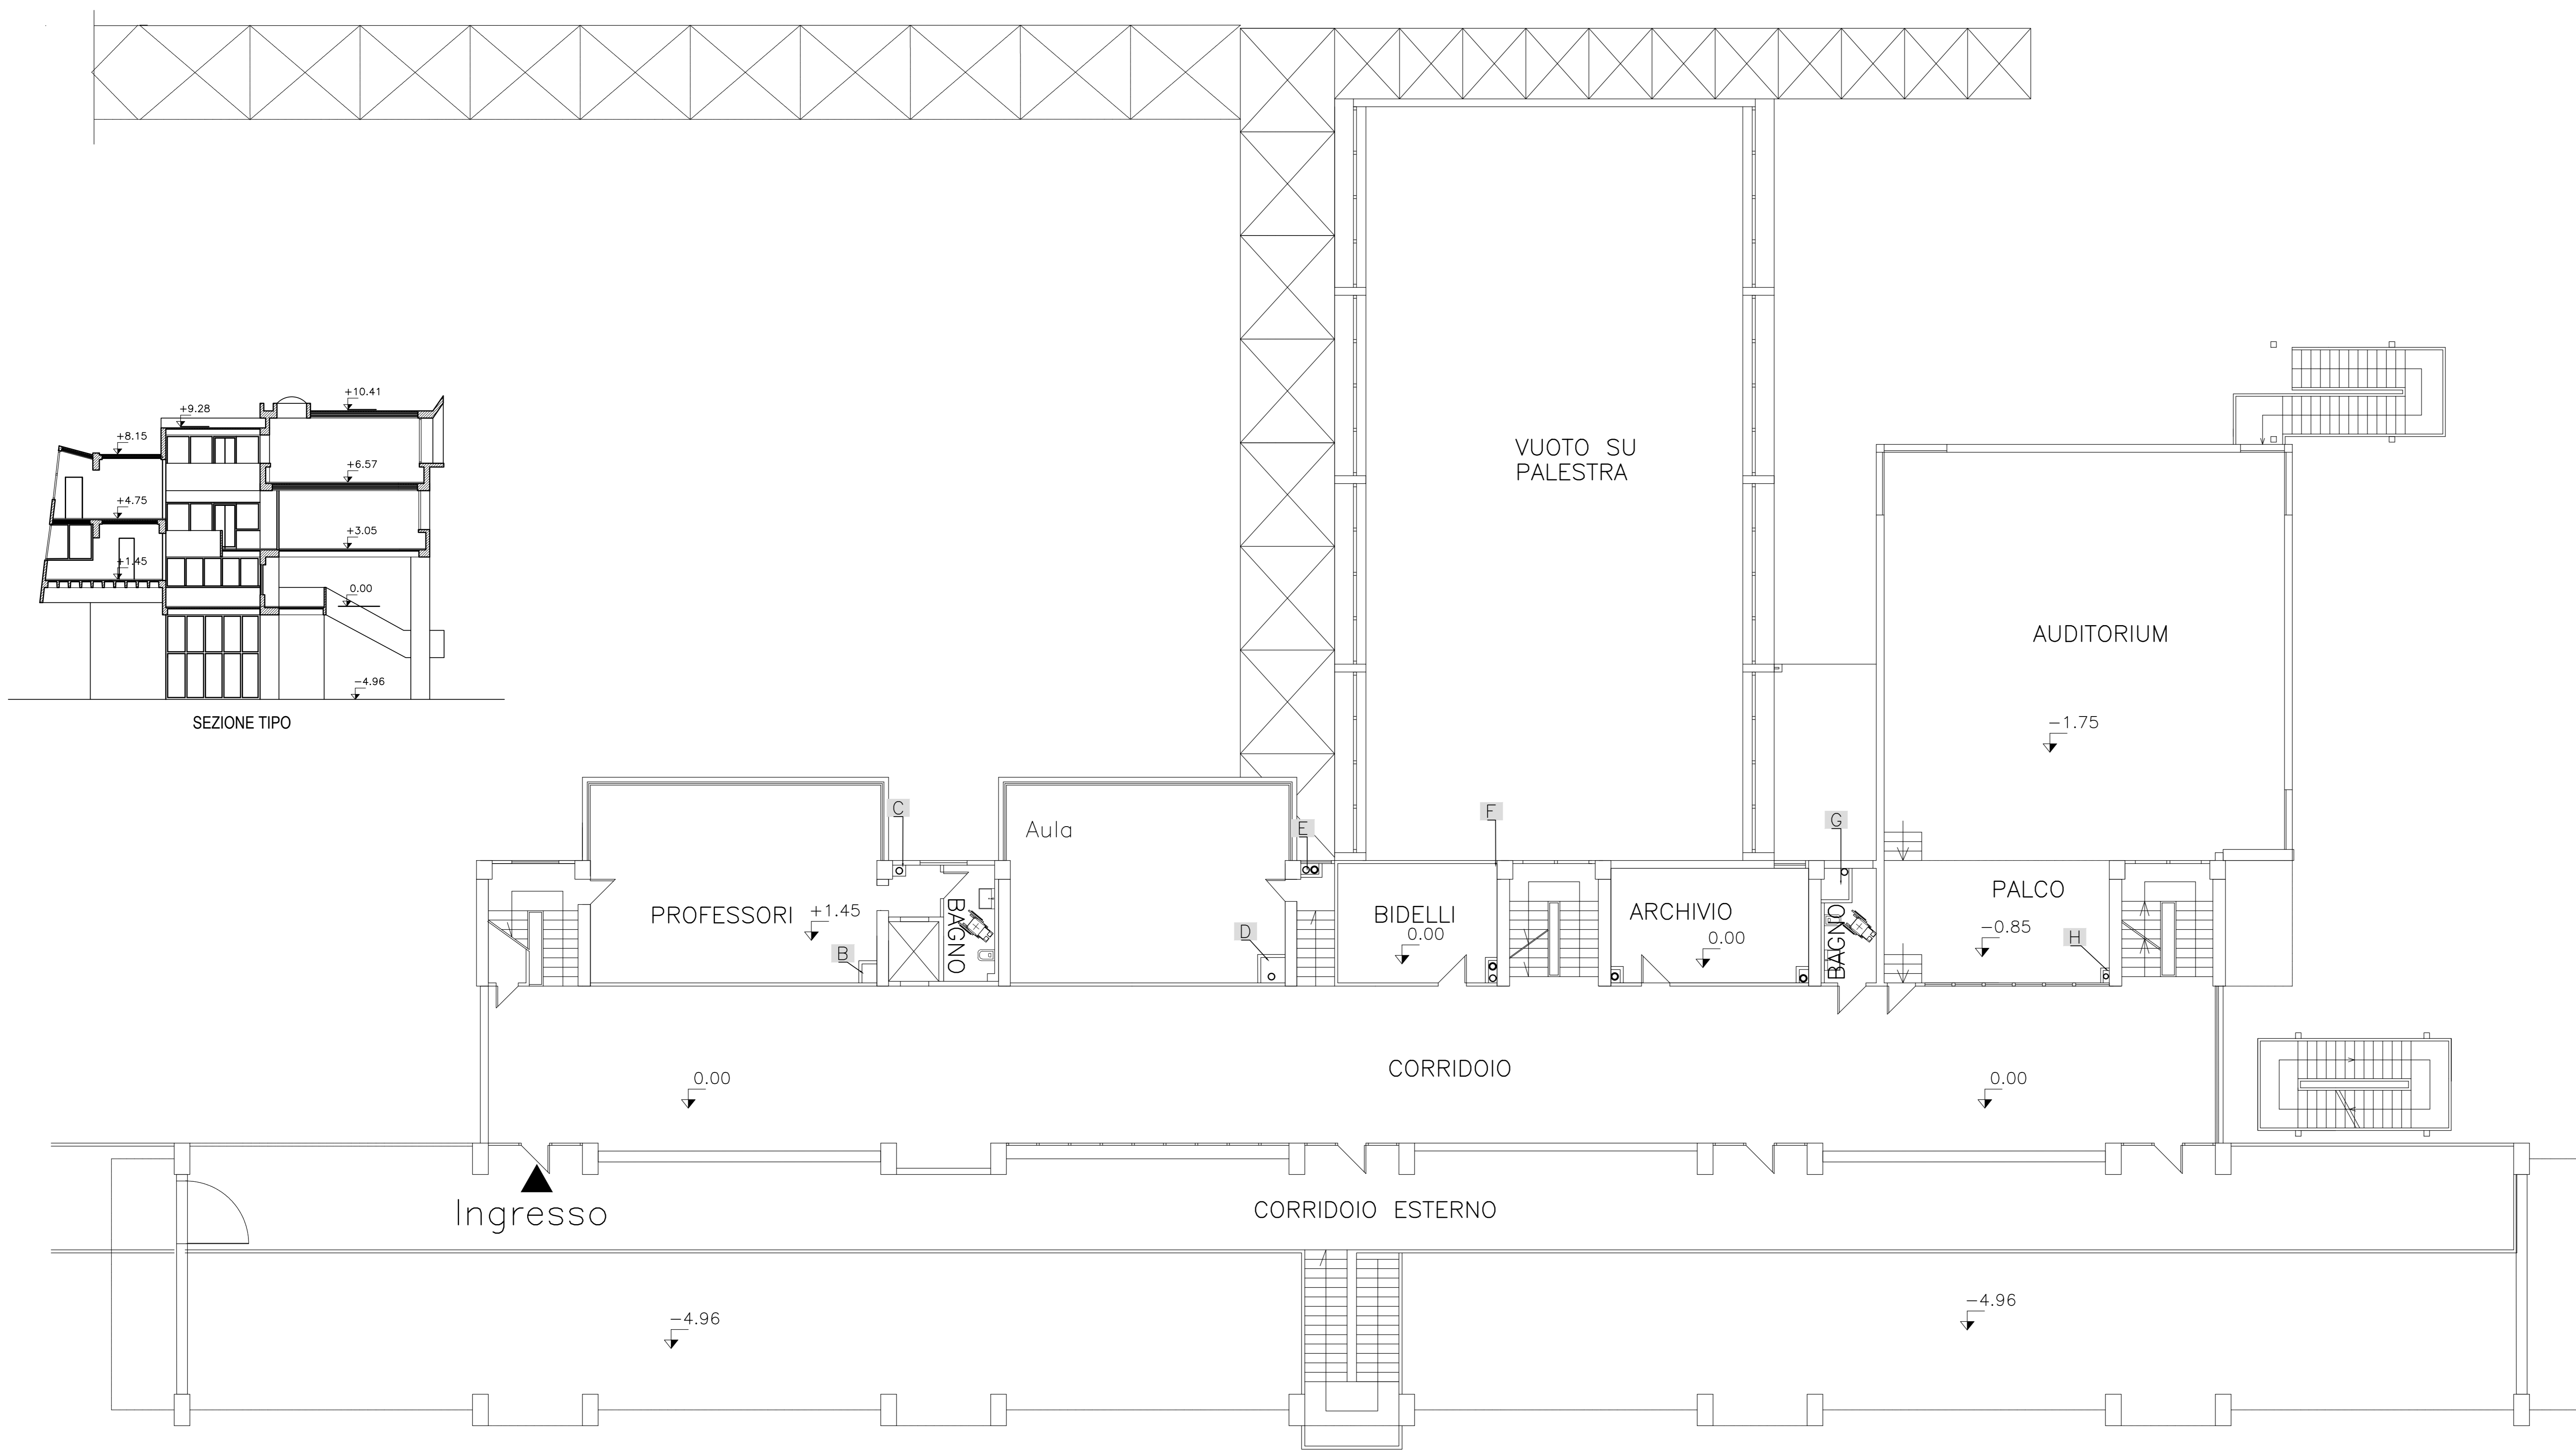 +10.41
+9.28
+8.15
+6.57
+4.75
+3.05
+1.45
0.00
−4.96
SEZIONE TIPO
VUOTO SU
PALESTRA
AUDITORIUM
−1.75
C
Aula
E
F
G
PROFESSORI
+1.45
B
BAGNO
D
BIDELLI
0.00
ARCHIVIO
0.00
BAGNO
PALCO
−0.85
H
CORRIDOIO
0.00
0.00
Ingresso
CORRIDOIO ESTERNO
−4.96
−4.96